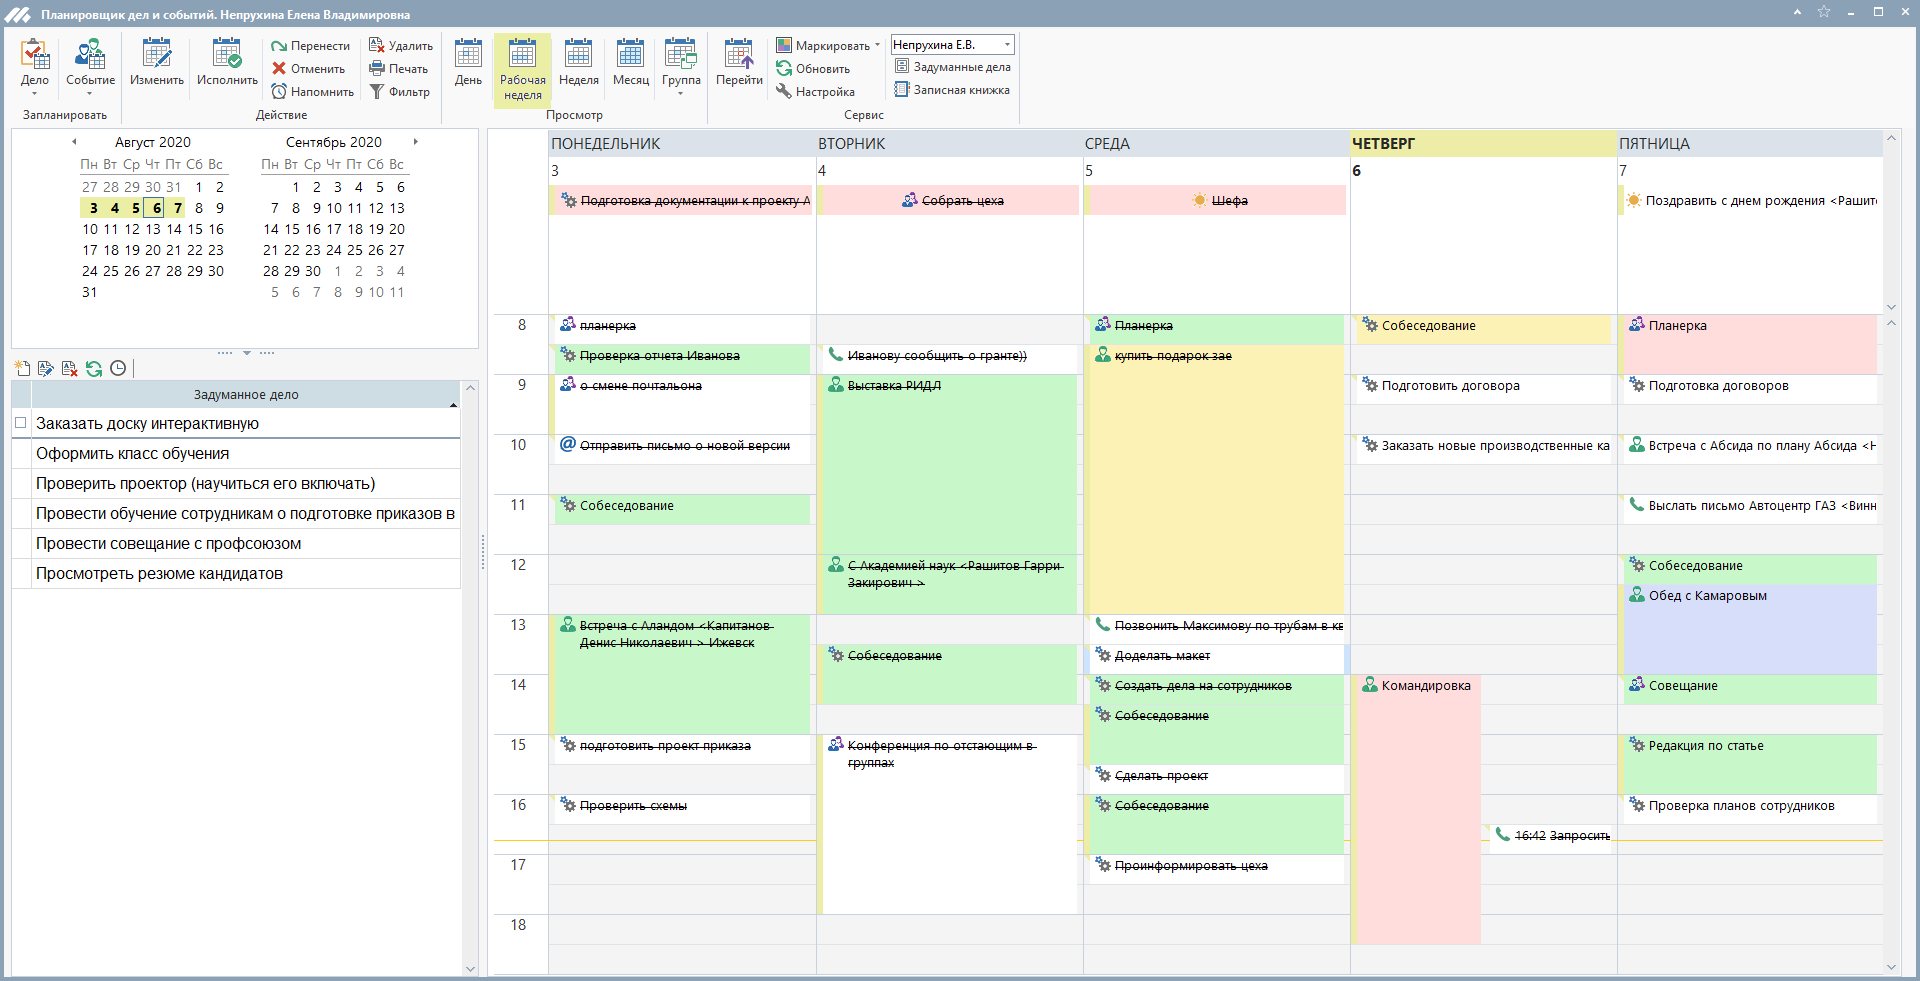 Планировщик дел и событий. Непрухина Елена Владимировна
Дело
Событие
Запланировать
Изменить
Исполнить
Перенести
Отменить
Напомнить
Удалить
Печать
Фильтр
Действие
День
Рабочая
неделя
Неделя
Месяц
Группа
Просмотр
Перейти
Маркировать
Обновить
Настройка
Непрухина Е.В.
Задуманные дела
Записная книжка
Сервис
Август 2020
Пн Вт Ср Чт Пт Сб Вс
27 28 29 30 31 1 2
3 4 5 6 7 8 9
10 11 12 13 14 15 16
17 18 19 20 21 22 23
24 25 26 27 28 29 30
31
Сентябрь 2020
Пн Вт Ср Чт Пт Сб Вс
1 2 3 4 5 6
7 8 9 10 11 12 13
14 15 16 17 18 19 20
21 22 23 24 25 26 27
28 29 30 1 2 3 4
5 6 7 8 9 10 11
Задуманное дело
Заказать доску интерактивную
Оформить класс обучения
Проверить проектор (научиться его включать)
Провести обучение сотрудникам о подготовке приказов в
Провести совещание с профсоюзом
Просмотреть резюме кандидатов
8
9
10
11
12
13
14
15
16
17
18
ПОНЕДЕЛЬНИК
3
Подготовка документации к проекту А
планерка
Проверка отчета Иванова
о смене почтальона
@ Отправить письмо о новой версии
Собеседование
Встреча с Аландом <Капитанов
Денис Николаевич > Ижевск
подготовить проект приказа
Проверить схемы
ВТОРНИК
4
Собрать цеха
Иванову сообщить о гранте))
Выставка РИДЛ
С Академией наук <Рашитов Гарри
Закирович >
Собеседование
Конференция по отстающим в
группах
СРЕДА
5
Шефа
Планерка
купить подарок зае
Позвонить Максимову по трубам в кв
Доделать макет
Создать дела на сотрудников
Собеседование
Сделать проект
Собеседование
Проинформировать цеха
ЧЕТВЕРГ
6
Собеседование
Подготовить договора
Заказать новые производственные ка
Командировка
16:42 Запросить
ПЯТНИЦА
7
Поздравить с днем рождения <Рашит
Планерка
Подготовка договоров
Встреча с Абсида по плану Абсида <Н
Выслать письмо Автоцентр ГАЗ <Винн
Собеседование
Обед с Камаровым
Совещание
Редакция по статье
Проверка планов сотрудников